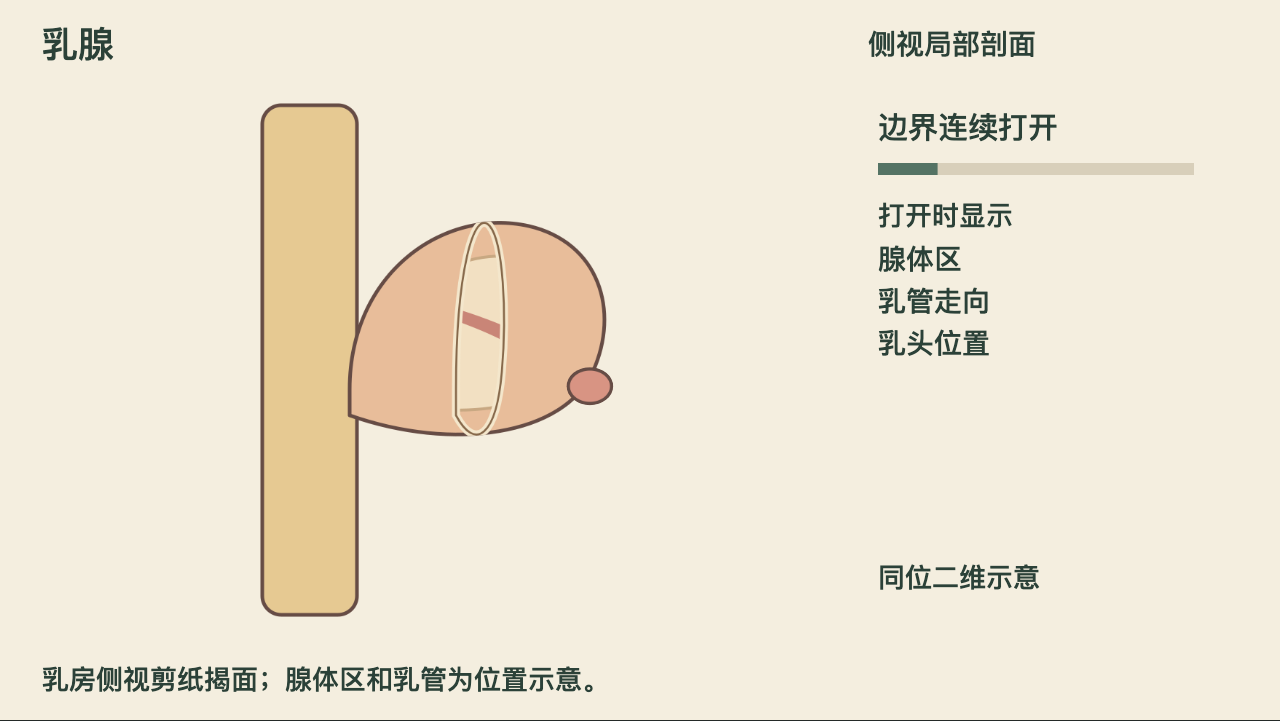 乳腺
侧视局部剖面
边界连续打开
打开时显示
腺体区
乳管走向
乳头位置
同位二维示意
乳房侧视剪纸揭面；腺体区和乳管为位置示意。